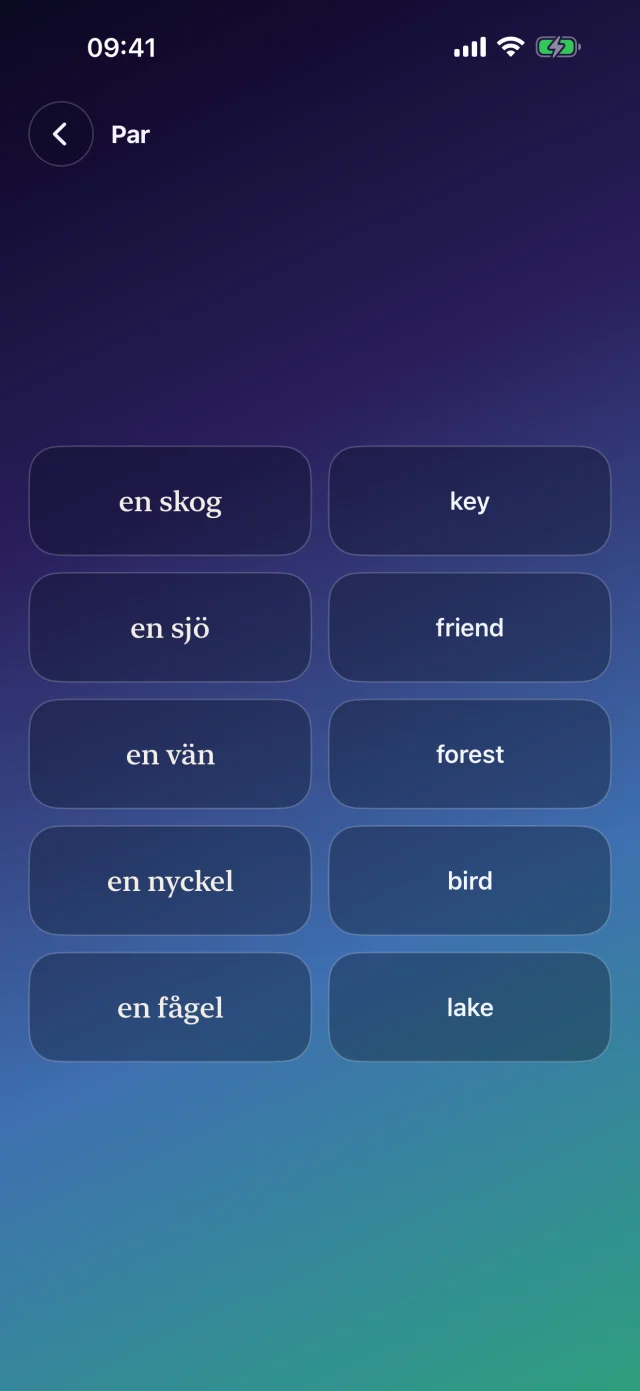 09:41
Par
en skog
key
en sjö
friend
en vän
forest
en nyckel
bird
en fågel
lake